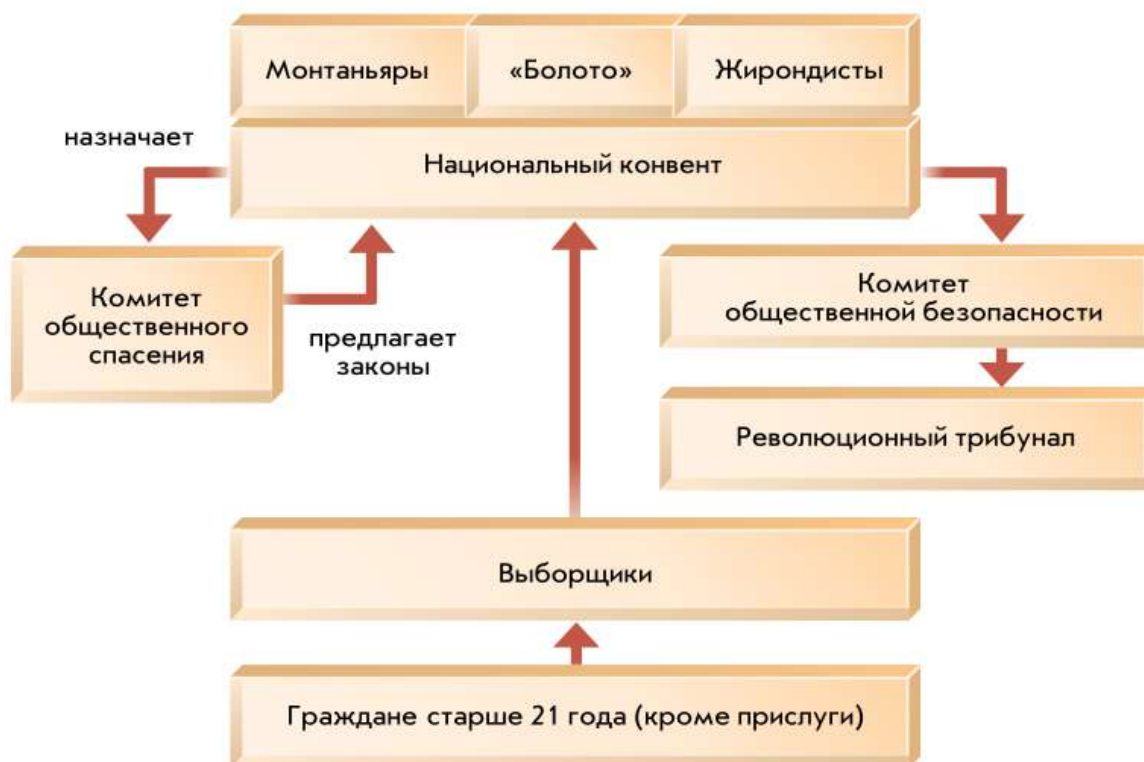 Монтаньяры
«Болото»
Жирондисты
назначает
Национальный конвент
Комитет
общественного
спасения
предлагает
законы
Комитет
общественной безопасности
Революционный трибунал
Выборщики
Граждане старше 21 года (кроме прислуги)